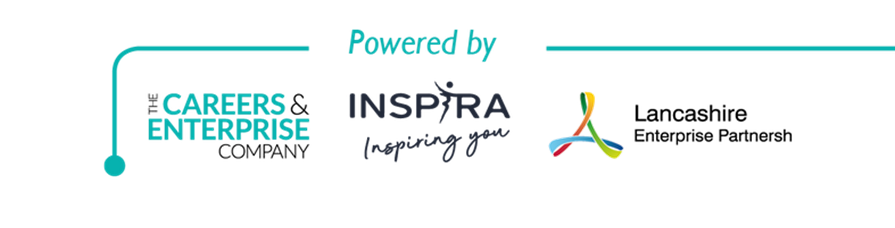 Powered by
THE
CAREERS &
ENTERPRISE
COMPANY
INSPIRA
Inspiring you
Lancashire
Enterprise Partnersh